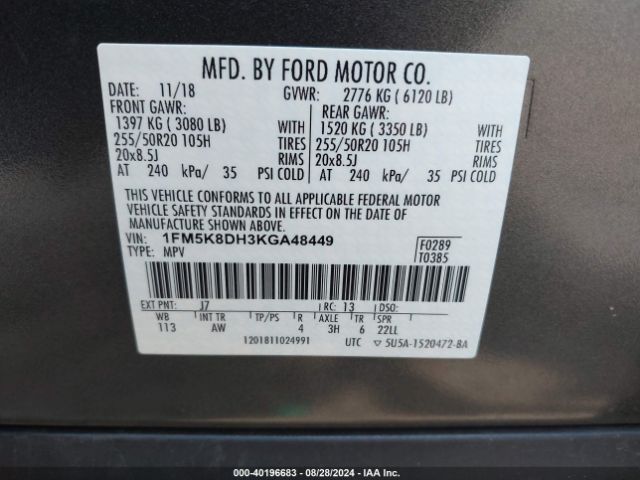 MFD. BY FORD MOTOR CO.
DATE: 11/18 GVWR: 2776 KG ( 6120 LB)
FRONT GAWR: REAR GAWR:
1397 KG ( 3080 LB) WITH 1520 KG ( 3350 LB) WITH
255/50R20 105H TIRES 255/50R20 105H TIRES
20x8.5J RIMS 20x8.5J RIMS
AT 240 kPa/ 35 PSI COLD AT 240 kPa/ 35 PSI COLD
THIS VEHICLE CONFORMS TO ALL APPLICABLE FEDERAL MOTOR
VEHICLE SAFETY STANDARDS IN EFFECT ON THE DATE OF
MANUFACTURE SHOWN ABOVE.
VIN: 1FM5K8DH3KGA48449 F0289
TYPE: MPV T0385
EXT PNT: J7 RC: 13 DSO:
WB INT TR TP/PS R AXLE TR SPR
113 AW 4 3H 6 22LL
1201811024991 UTC ▽ 5U5A-1520472-BA
000-40196683 / 08/28/2024 - IAA Inc.